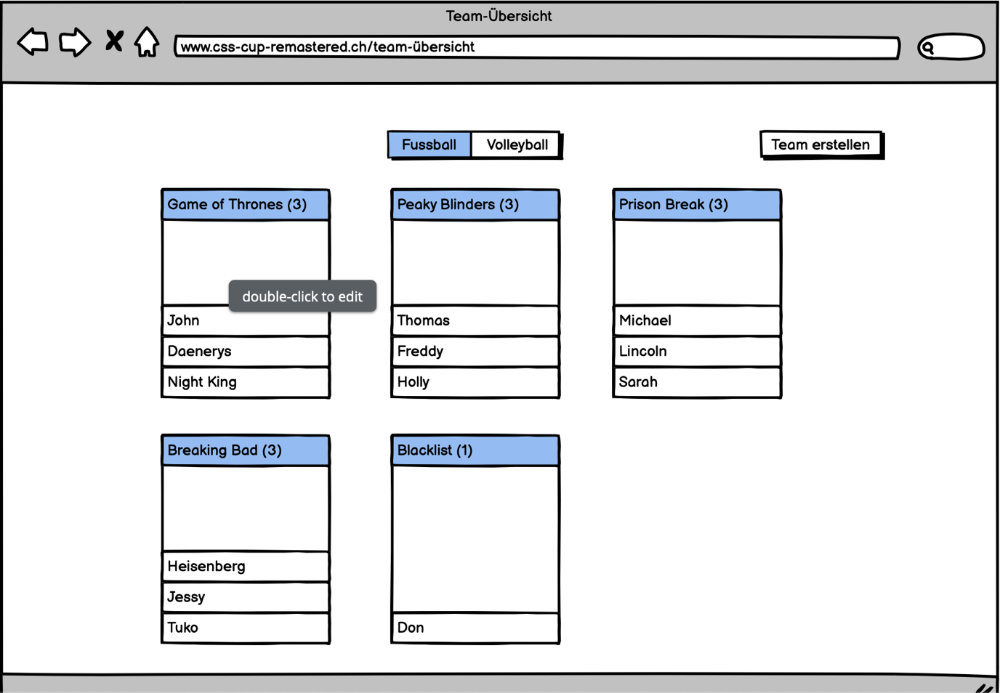 Team-Übersicht
www.css-cup-remastered.ch/team-übersicht
Fussball
Volleyball
Team erstellen
Game of Thrones (3)
double-click to edit
John
Daenerys
Night King
Peaky Blinders (3)
Thomas
Freddy
Holly
Prison Break (3)
Michael
Lincoln
Sarah
Breaking Bad (3)
Heisenberg
Jessy
Tuko
Blacklist (1)
Don